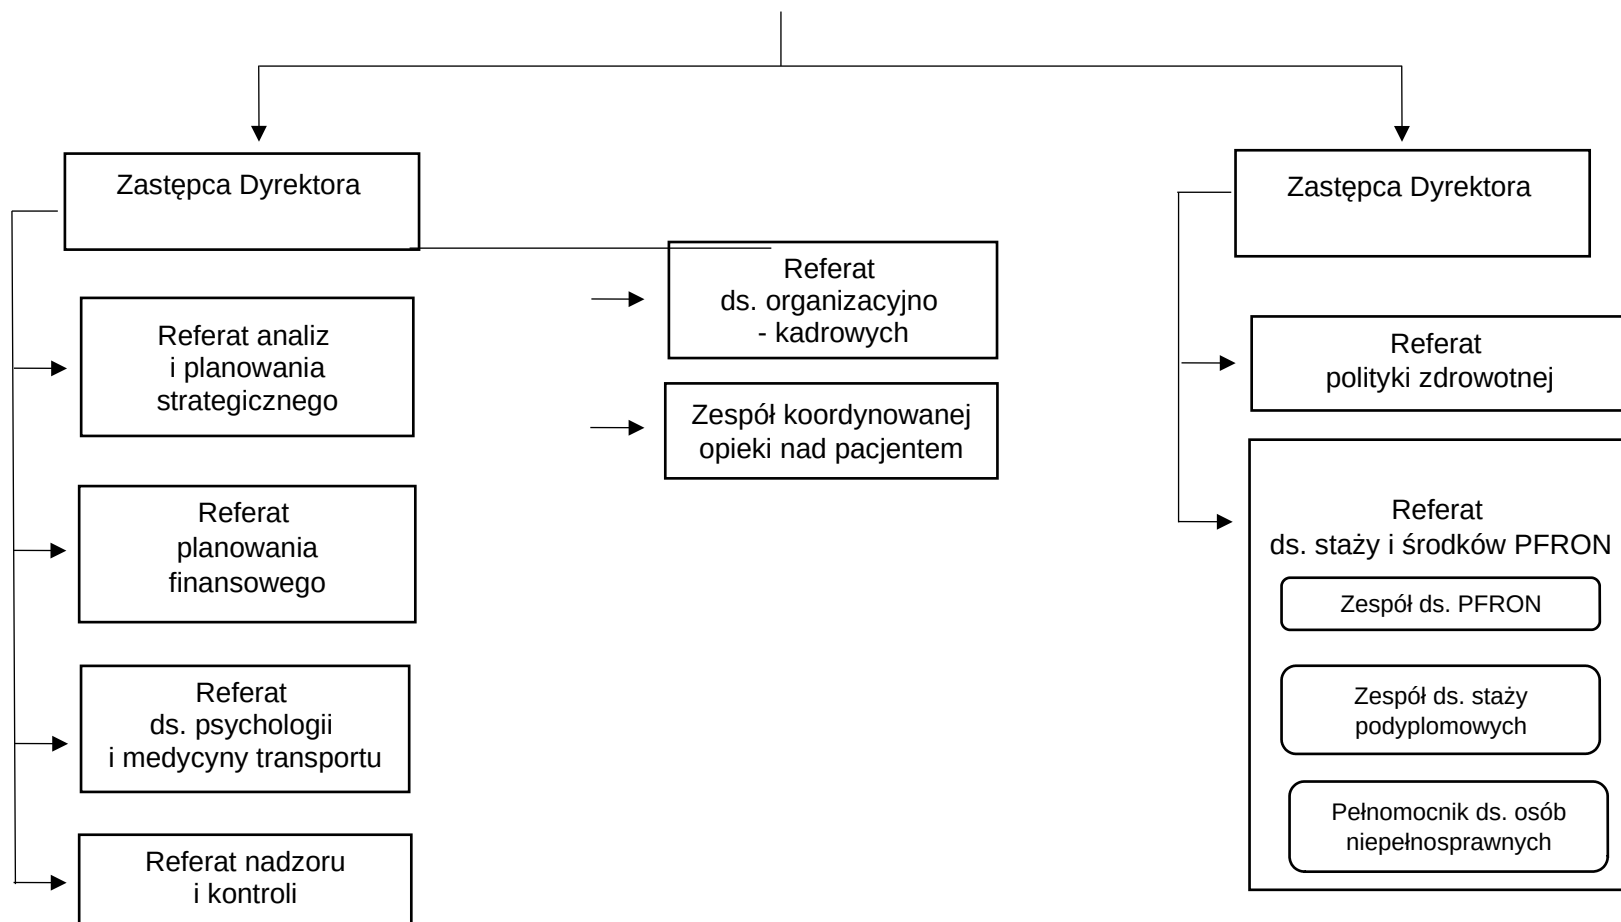 Zastępca Dyrektora
Referat analiz
i planowania
strategicznego
Referat
planowania
finansowego
Referat
ds. psychologii
i medycyny transportu
Referat nadzoru
i kontroli
Referat
ds. organizacyjno
- kadrowych
Zespół koordynowanej
opieki nad pacjentem
Zastępca Dyrektora
Referat
polityki zdrowotnej
Referat
ds. staży i środków PFRON
Zespół ds. PFRON
Zespół ds. staży
podyplomowych
Pełnomocnik ds. osób
niepełnosprawnych